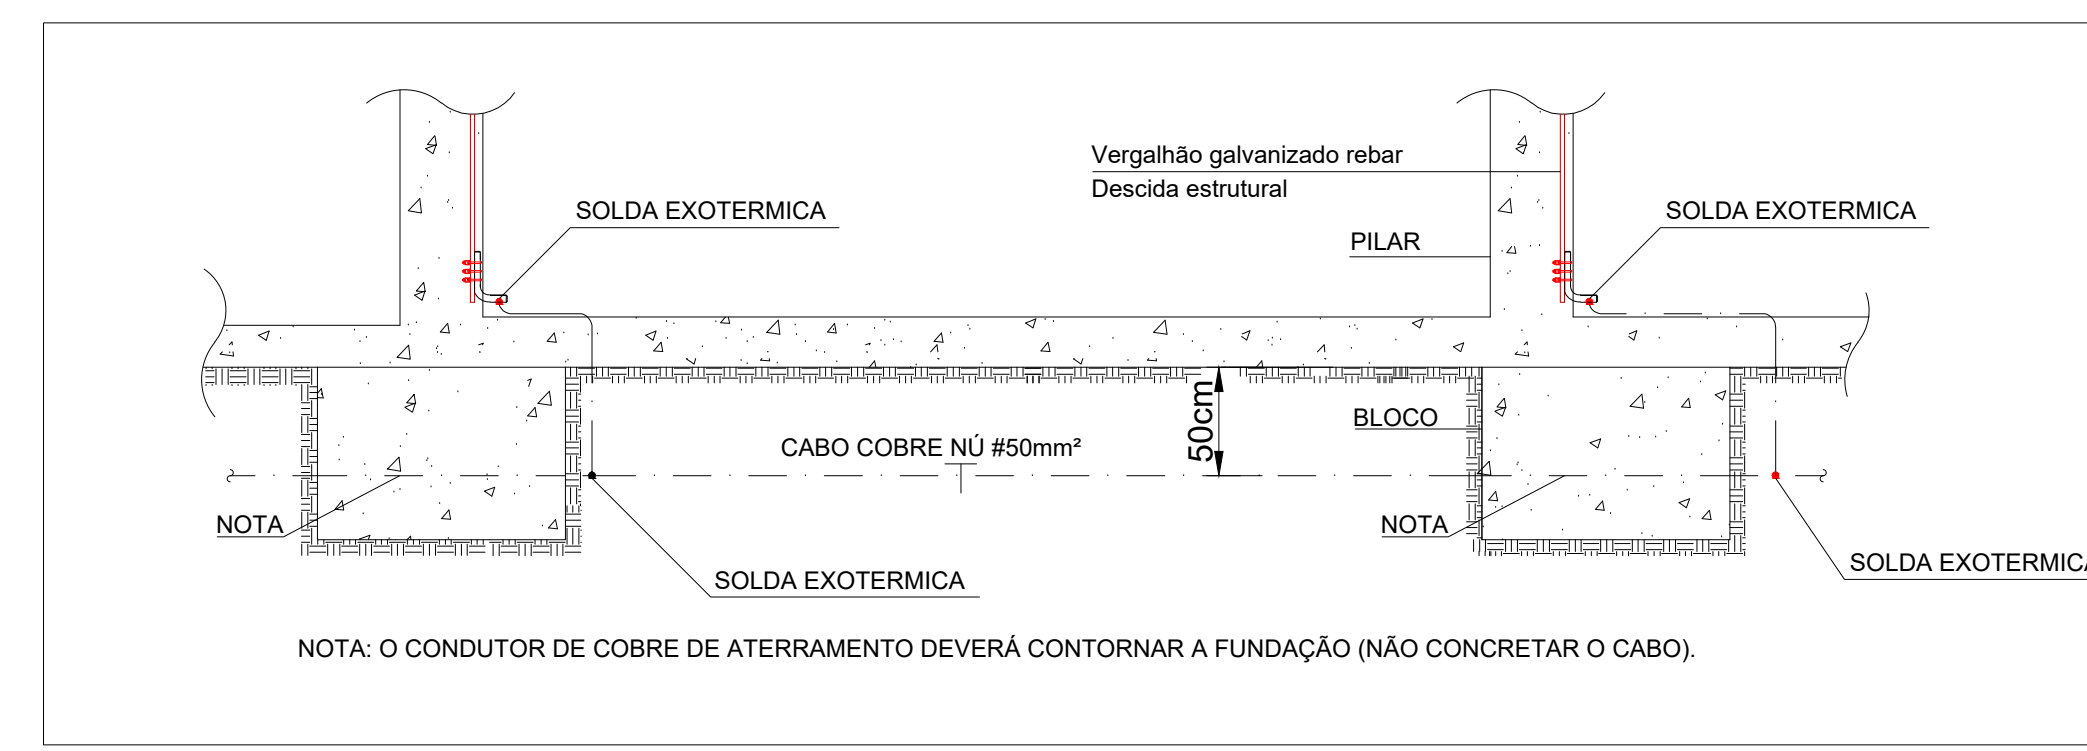 Vergalhão galvanizado rebar
Descida estrutural
SOLDA EXOTERMICA
SOLDA EXOTERMICA
PILAR
50cm
BLOCO
CABO COBRE NÚ #50mm²
NOTA
NOTA
SOLDA EXOTERMICA
SOLDA EXOTERMICA
NOTA: O CONDUTOR DE COBRE DE ATERRAMENTO DEVERÁ CONTORNAR A FUNDAÇÃO (NÃO CONCRETAR O CABO).